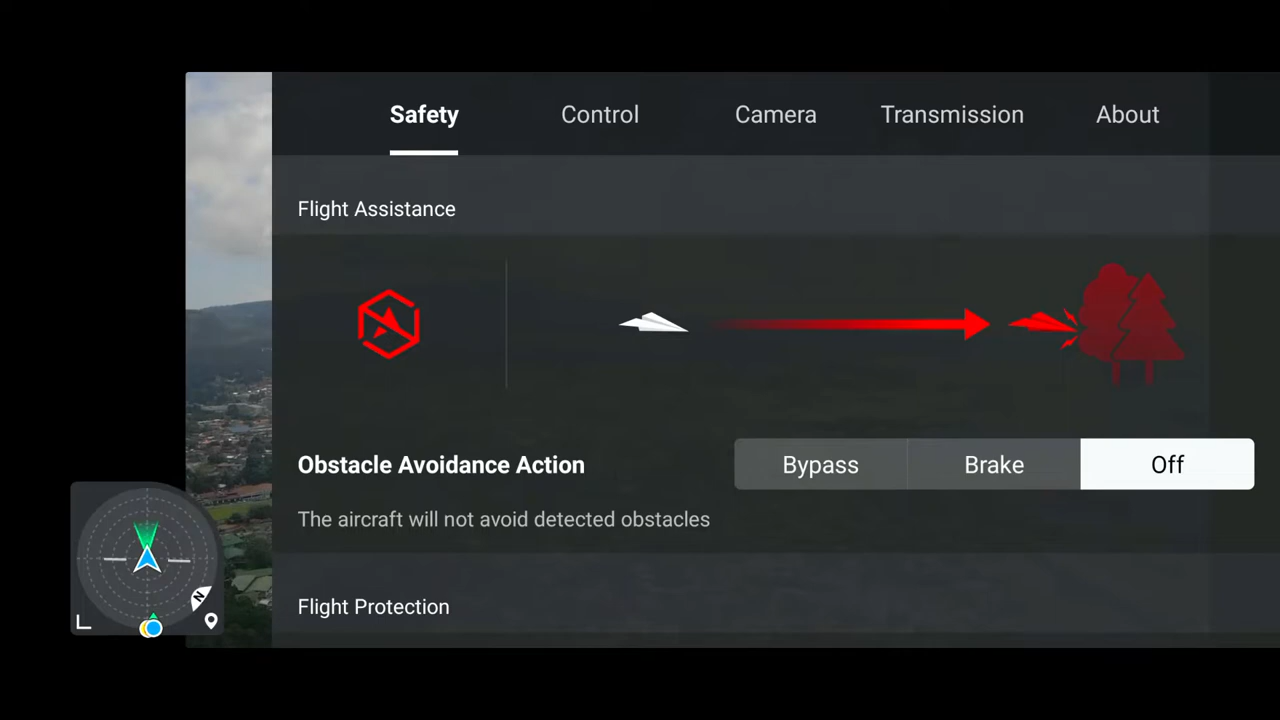 Safety Control Camera Transmission About
Flight Assistance
Obstacle Avoidance Action Bypass Brake Off
The aircraft will not avoid detected obstacles
N
Flight Protection